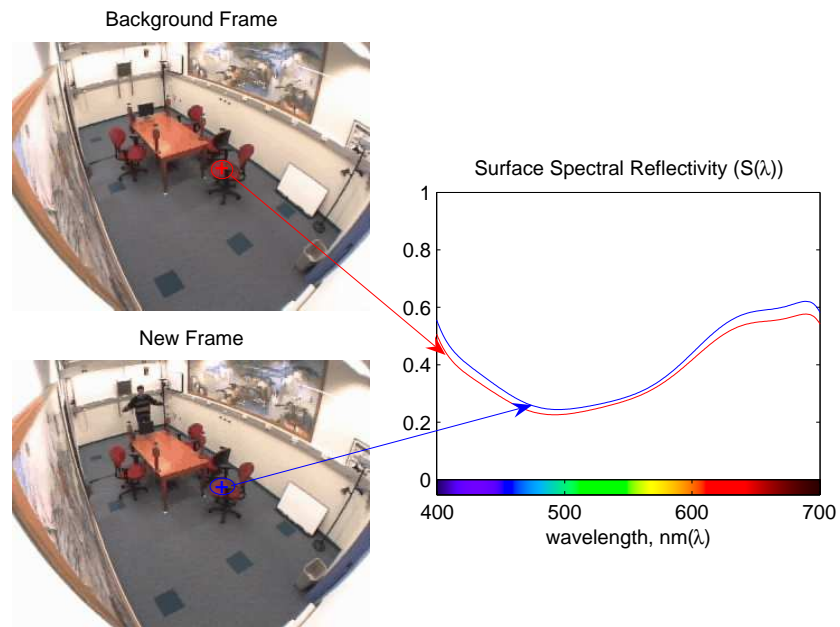 Background Frame
New Frame
Surface Spectral Reflectivity (S(λ))
1
0.8
0.6
0.4
0.2
0
400 500 600 700
wavelength, nm(λ)